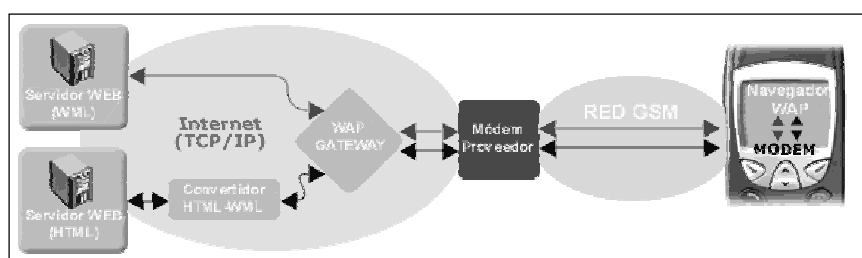 Servidor WEB
(WML)
Internet
(TCP/IP)
WAP
GATEWAY
Módem
Proveedor
RED GSM
Navegador
WAP
MODEM
Servidor WEB
(HTML)
Convertidor
HTML-WML